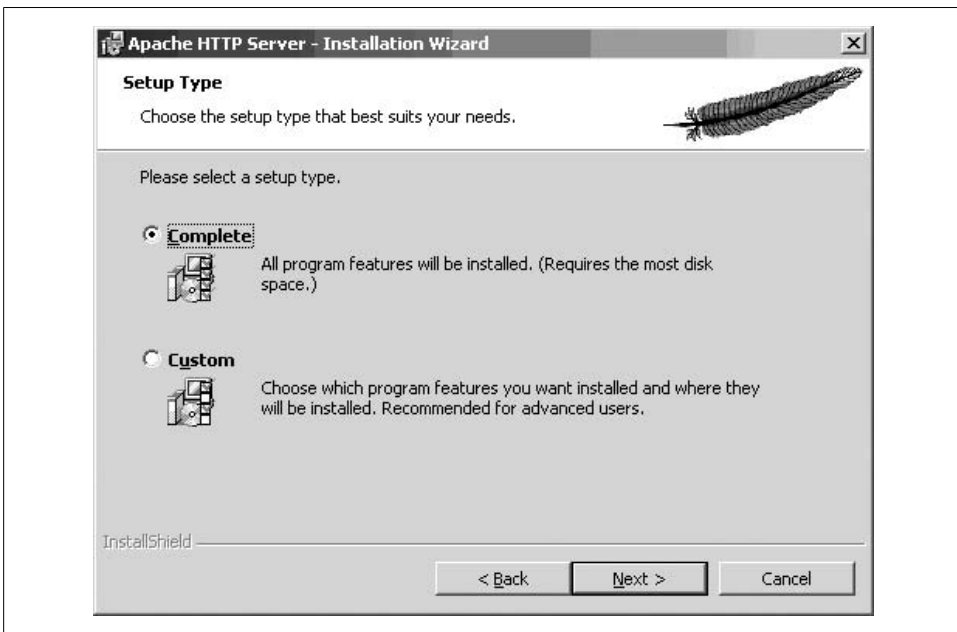 Apache HTTP Server - Installation Wizard
Setup Type
Choose the setup type that best suits your needs.
Please select a setup type.
Complete
All program features will be installed. (Requires the most disk
space.)
Custom
Choose which program features you want installed and where they
will be installed. Recommended for advanced users.
InstallShield
< Back
Next >
Cancel